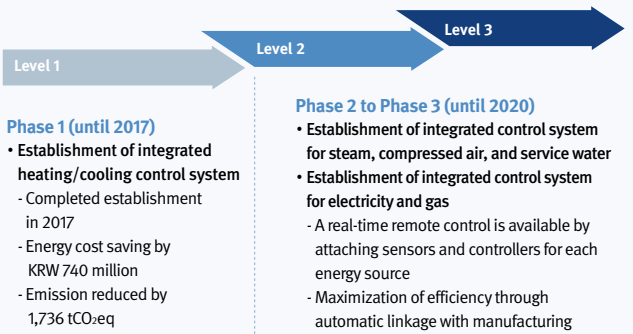 Level 1
Level 2
Level 3
Phase 1 (until 2017)
• Establishment of integrated
heating/cooling control system
- Completed establishment
in 2017
- Energy cost saving by
KRW 740 million
- Emission reduced by
1,736 tCO₂eq
Phase 2 to Phase 3 (until 2020)
• Establishment of integrated control system
for steam, compressed air, and service water
• Establishment of integrated control system
for electricity and gas
- A real-time remote control is available by
attaching sensors and controllers for each
energy source
- Maximization of efficiency through
automatic linkage with manufacturing